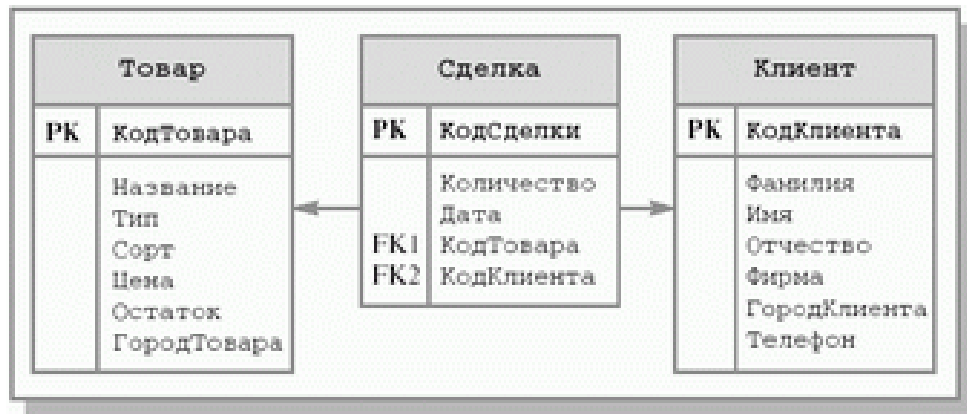 Товар
PK КодТовара
Название
Тип
Сорт
Цена
Остаток
ГородТовара
Сделка
PK КодСделки
Количество
Дата
FK1 КодТовара
FK2 КодКлиента
Клиент
PK КодКлиента
Фамилия
Имя
Отчество
Фирма
ГородКлиента
Телефон